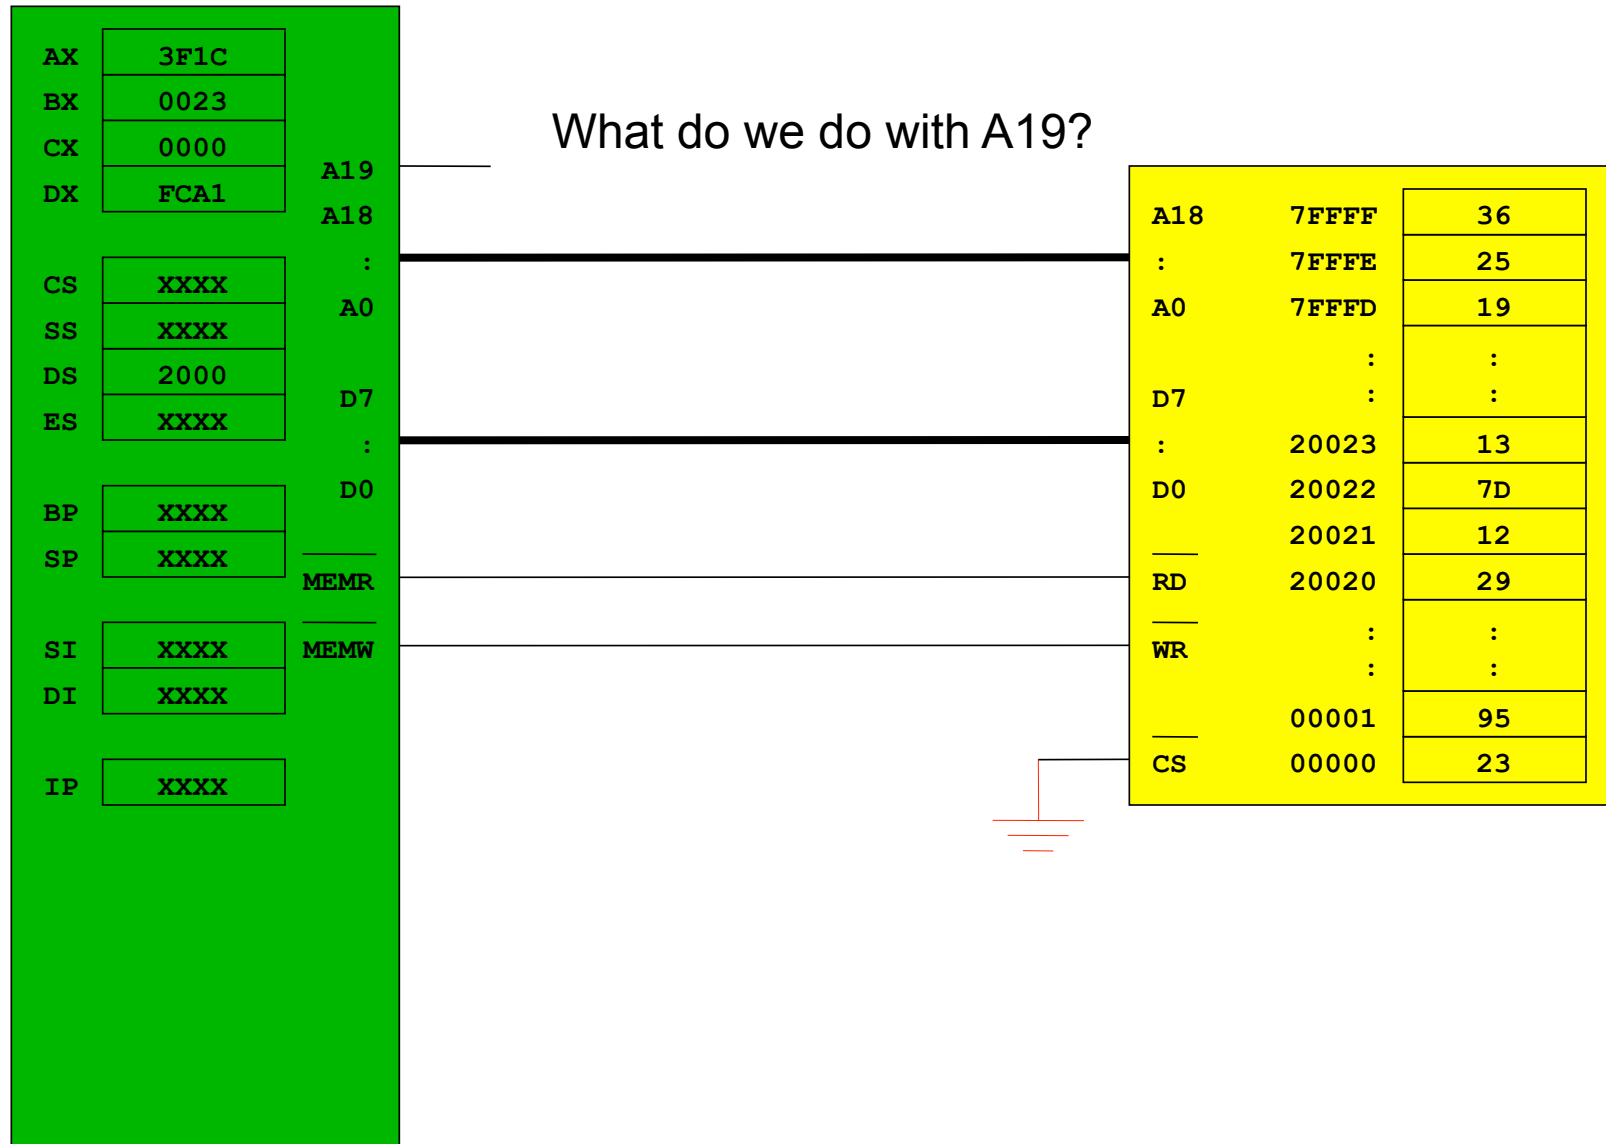 What do we do with A19?
AX 3F1C
BX 0023
CX 0000
DX FCA1
CS XXXX
SS XXXX
DS 2000
ES XXXX
BP XXXX
SP XXXX
SI XXXX
DI XXXX
IP XXXX
A19
A18
:
A0
D7
:
D0
MEMR
MEMW
A18
:
A0
D7
:
D0
RD
WR
CS
7FFFF 36
7FFFE 25
7FFFD 19
: :
: :
20023 13
20022 7D
20021 12
20020 29
: :
: :
00001 95
00000 23